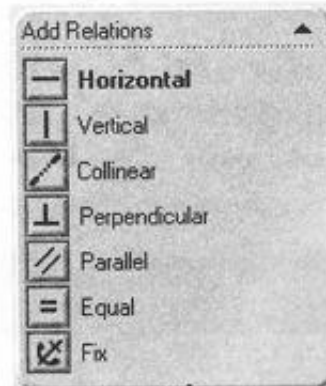 Add Relations
Horizontal
Vertical
Collinear
Perpendicular
Parallel
Equal
Fix